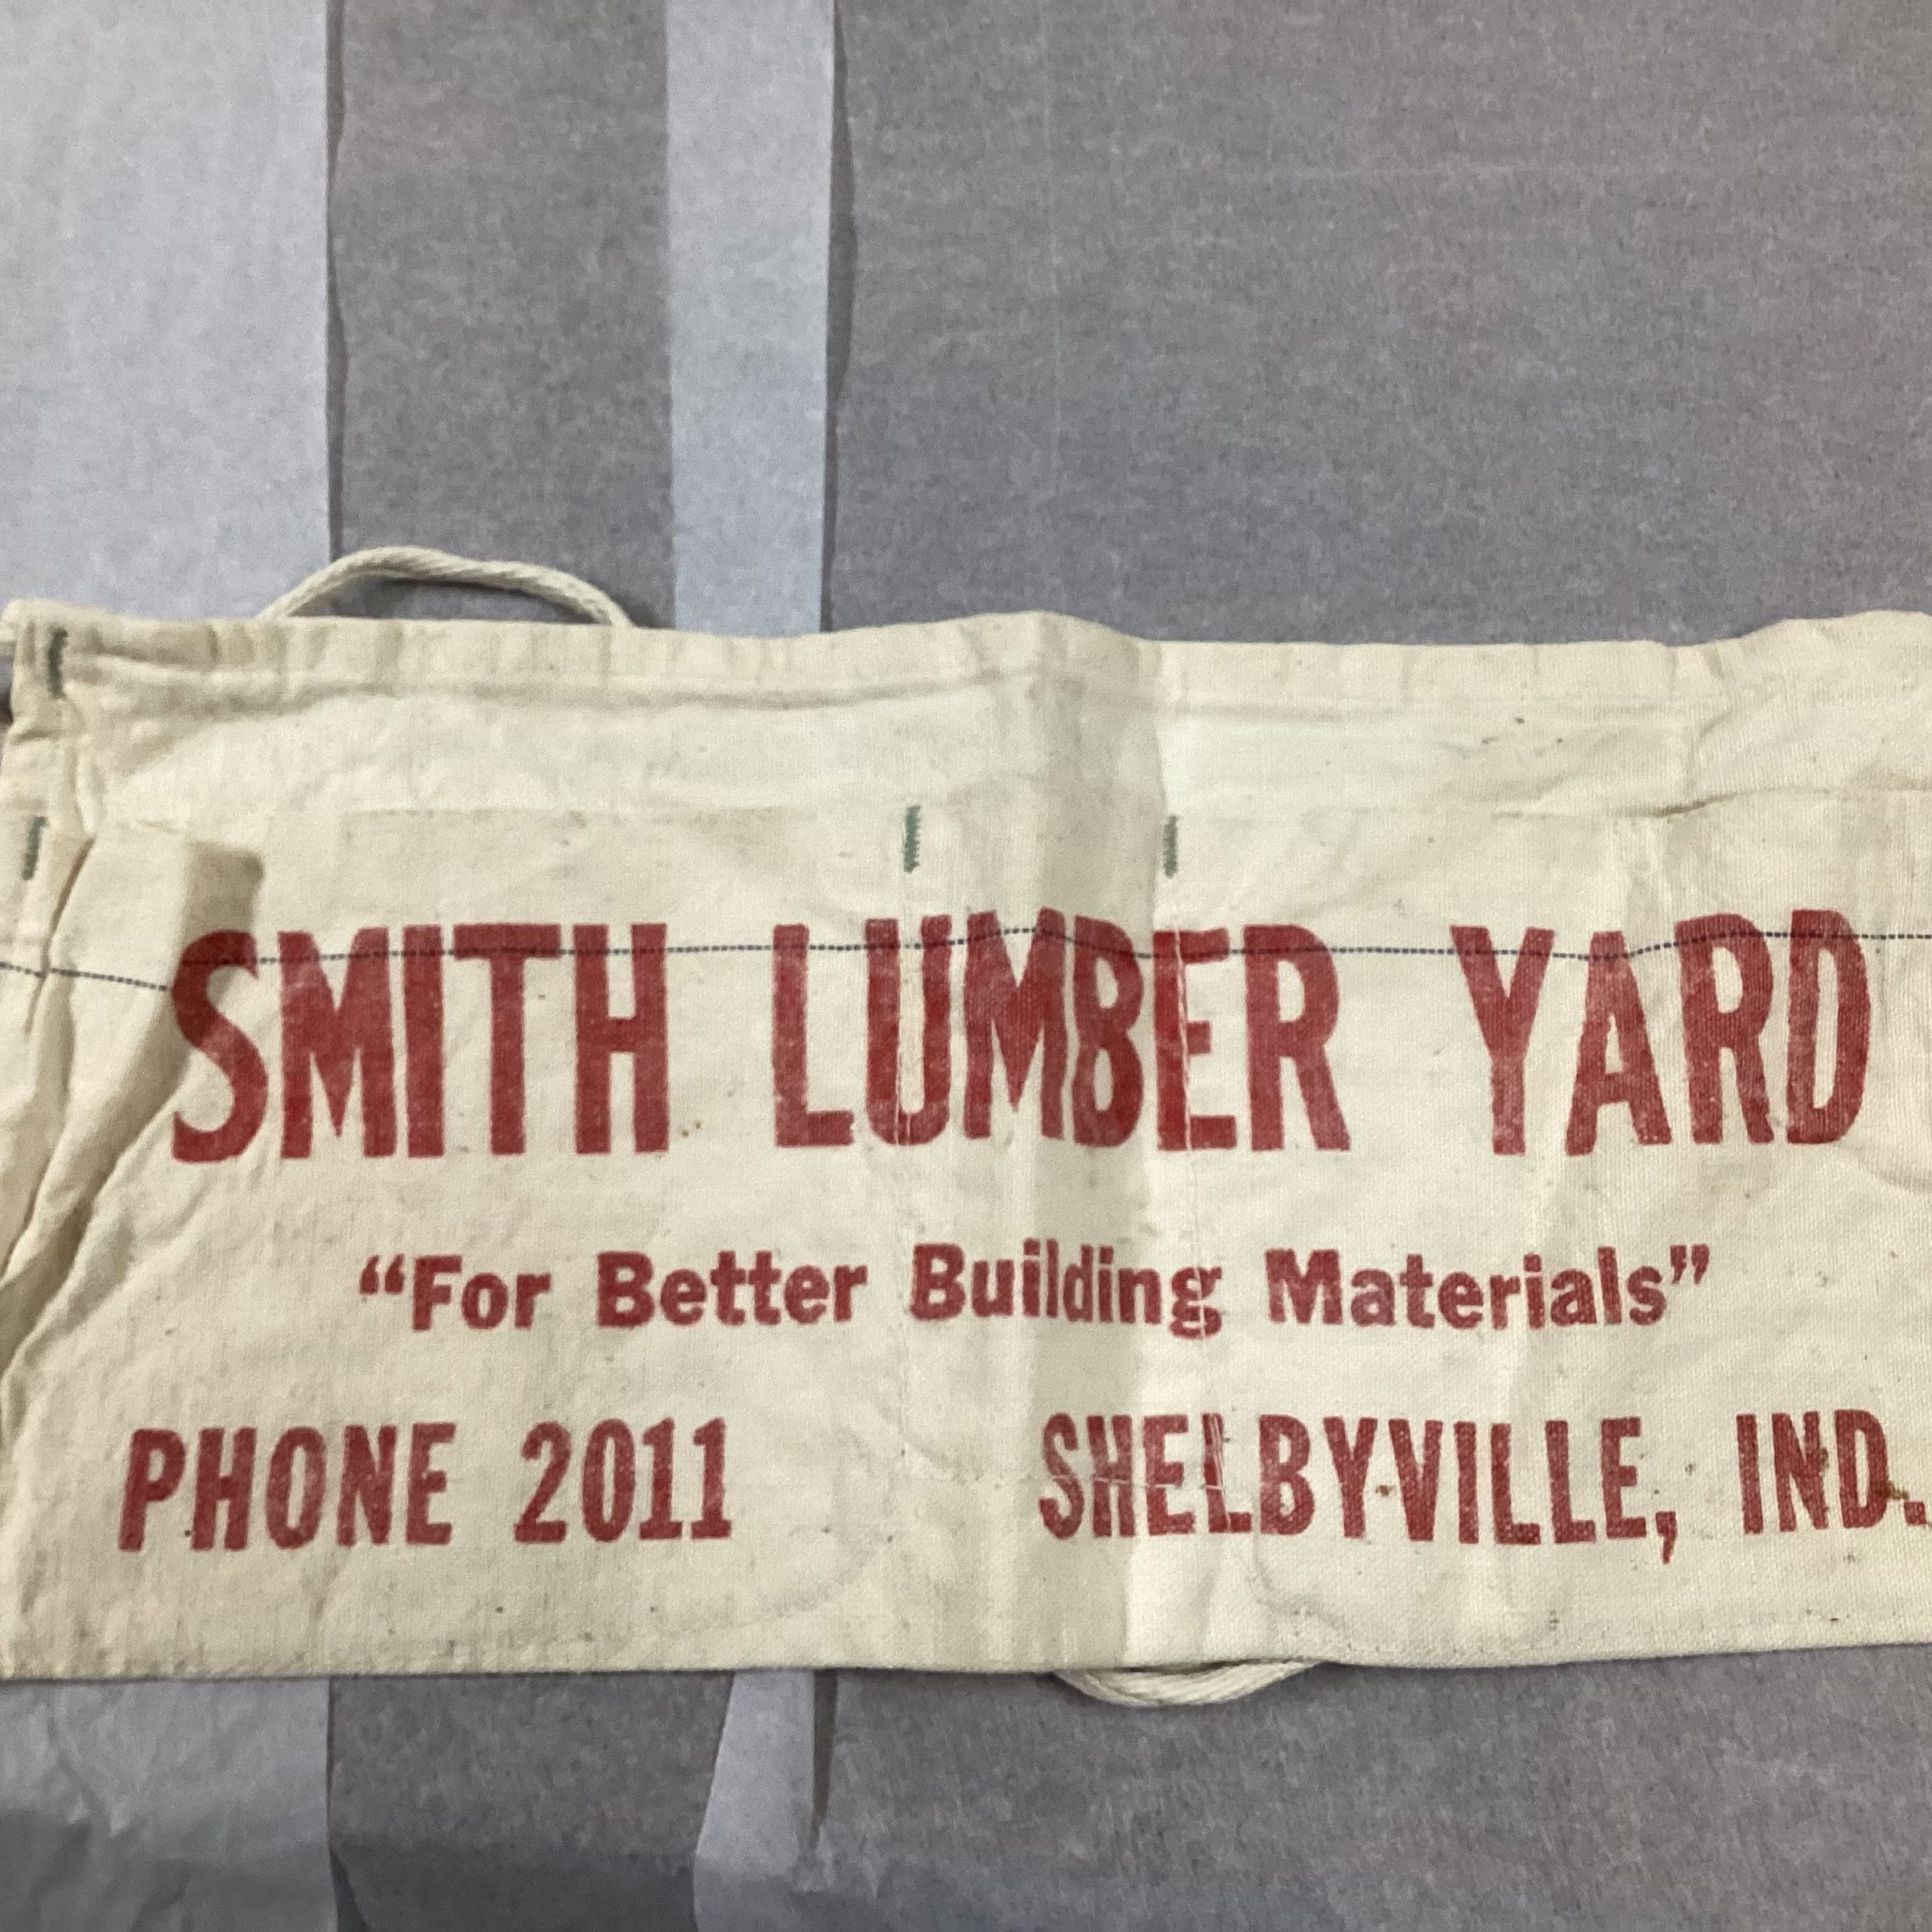 SMITH LUMBER YARD
“For Better Building Materials”
PHONE 2011 SHELBYVILLE, IND.